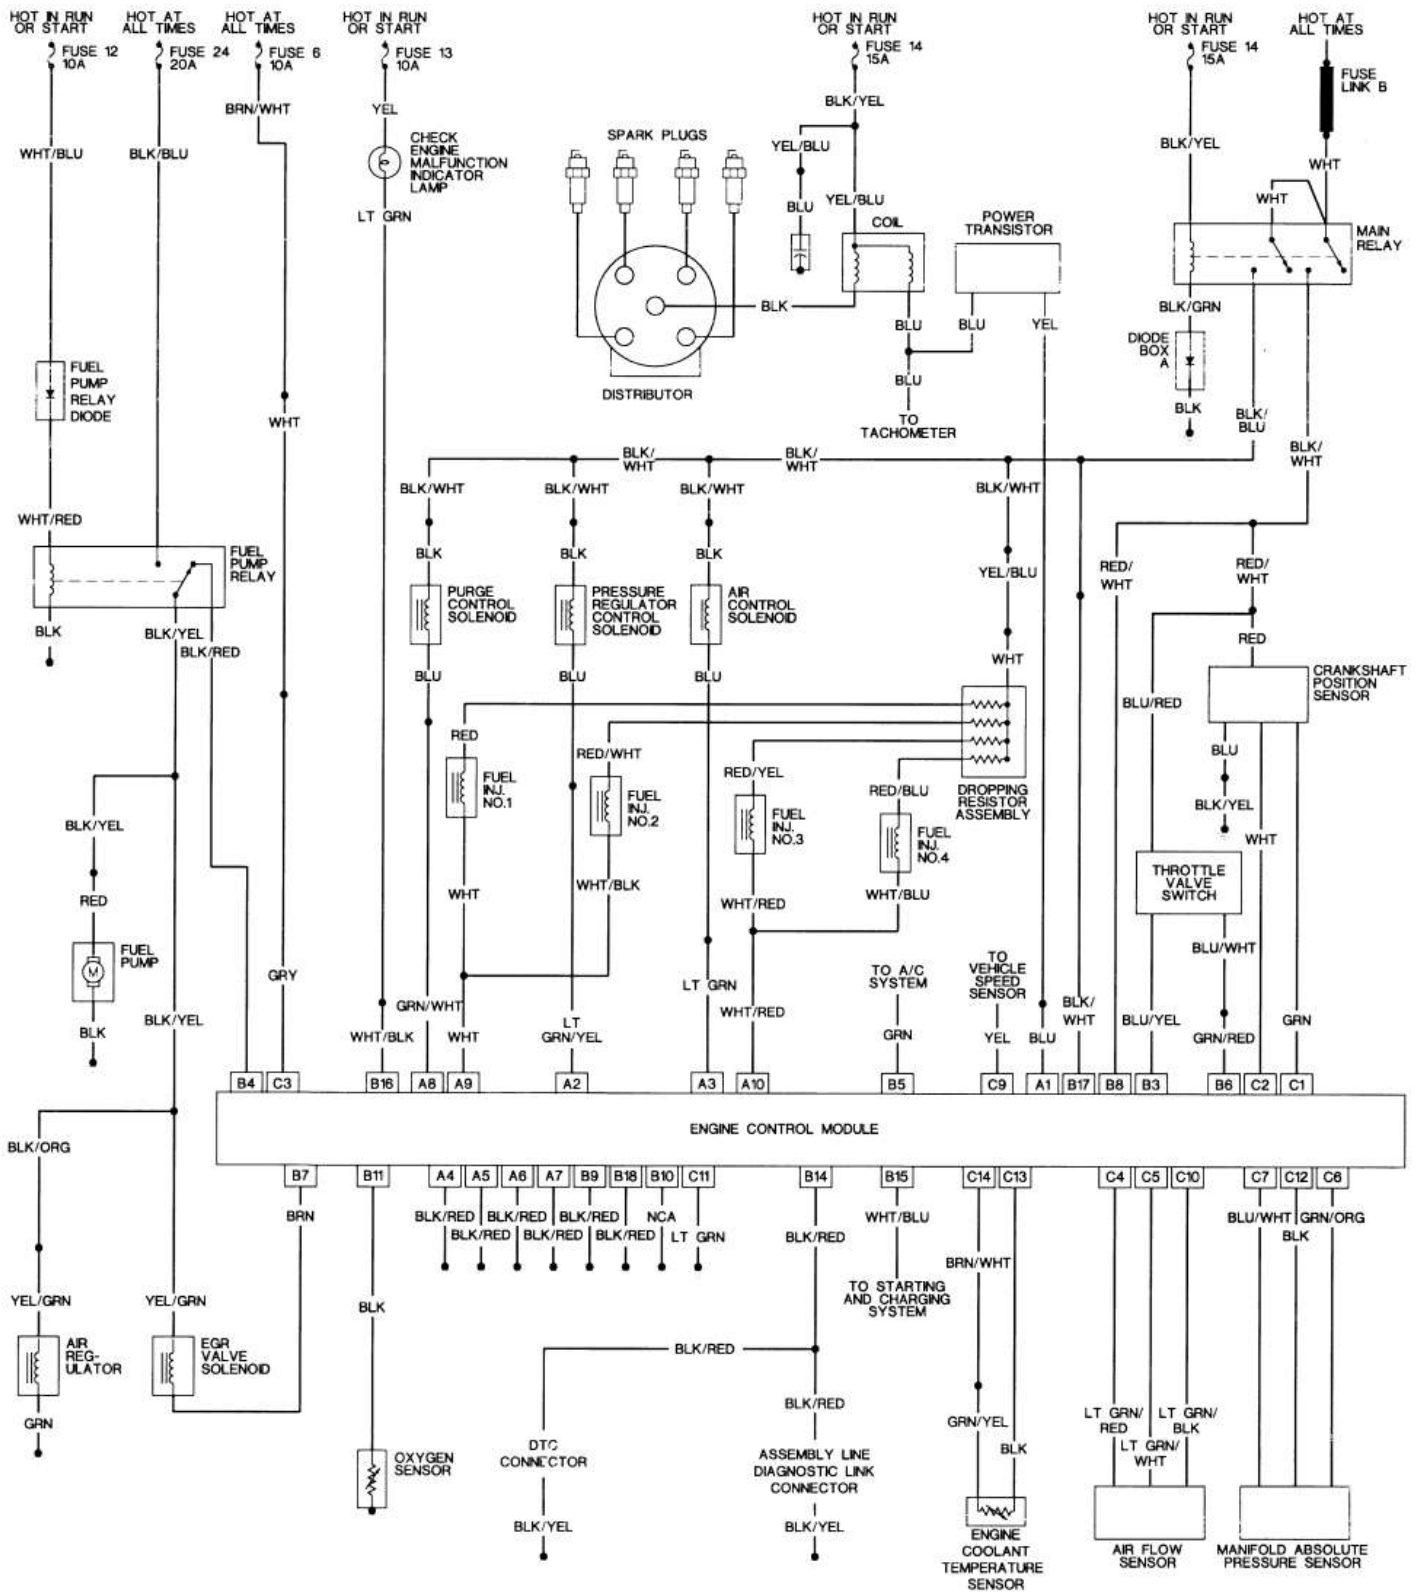 HOT IN RUN
OR START
FUSE 12
10A
HOT AT
ALL TIMES
FUSE 24
20A
HOT AT
ALL TIMES
FUSE 6
10A
HOT IN RUN
OR START
FUSE 13
10A
HOT IN RUN
OR START
FUSE 14
15A
HOT IN RUN
OR START
FUSE 14
15A
HOT AT
ALL TIMES
FUSE
LINK B
BRN/WHT
YEL
BLK/YEL
WHT/BLU
BLK/BLU
CHECK
ENGINE
MALFUNCTION
INDICATOR
LAMP
LT GRN
SPARK PLUGS
YEL/BLU
BLU
YEL/BLU
COIL
POWER
TRANSISTOR
BLK/YEL
WHT
WHT
MAIN
RELAY
BLK
BLU
BLU
YEL
BLK/GRN
DIODE
BOX
A
BLK
BLU
TO
TACHOMETER
DISTRIBUTOR
FUEL
PUMP
RELAY
DIODE
WHT
BLK/
BLU
BLK/
WHT
BLK/
WHT
BLK/
WHT
BLK/WHT
BLK/WHT
BLK/WHT
BLK/WHT
WHT/RED
FUEL
PUMP
RELAY
BLK
BLK
BLK
YEL/BLU
RED/
WHT
RED/
WHT
PURGE
CONTROL
SOLENOID
PRESSURE
REGULATOR
CONTROL
SOLENOID
AIR
CONTROL
SOLENOID
BLK
BLK/YEL
BLK/RED
BLU
BLU
BLU
WHT
RED
CRANKSHAFT
POSITION
SENSOR
BLU/RED
RED
RED/WHT
RED/YEL
RED/BLU
DROPPING
RESISTOR
ASSEMBLY
BLU
BLK/YEL
FUEL
INJ.
NO.1
FUEL
INJ.
NO.2
FUEL
INJ.
NO.3
FUEL
INJ.
NO.4
BLK/YEL
RED
WHT
THROTTLE
VALVE
SWITCH
WHT
WHT/BLK
WHT/RED
WHT/BLU
FUEL
PUMP
M
BLK
GRY
BLU/WHT
TO A/C
SYSTEM
TO
VEHICLE
SPEED
SENSOR
LT GRN
GRN/WHT
BLK/YEL
WHT/BLK
WHT
LT
GRN/YEL
WHT/RED
GRN
YEL
BLU
BLK/
WHT
BLU/YEL
GRN/RED
GRN
B4
C3
B16
A8
A9
A2
A3
A10
B5
C9
A1
B17
B8
B3
B6
C2
C1
ENGINE CONTROL MODULE
B7
B11
A4
A5
A6
A7
B9
B18
B10
C11
B14
B15
C14
C13
C4
C5
C10
C7
C12
C6
BLK/ORG
BRN
BLK/RED
BLK/RED
BLK/RED
BLK/RED
BLK/RED
BLK/RED
NCA
LT GRN
BLK/RED
WHT/BLU
BLU/WHT
BLK
GRN/ORG
BRN/WHT
TO STARTING
AND CHARGING
SYSTEM
YEL/GRN
YEL/GRN
BLK
AIR
REG-
ULATOR
EGR
VALVE
SOLENOID
GRN
BLK/RED
BLK/RED
GRN/YEL
BLK
LT GRN/
RED
LT GRN/
WHT
LT GRN/
BLK
OXYGEN
SENSOR
DTC
CONNECTOR
ASSEMBLY LINE
DIAGNOSTIC LINK
CONNECTOR
BLK/YEL
BLK/YEL
ENGINE
COOLANT
TEMPERATURE
SENSOR
AIR FLOW
SENSOR
MANIFOLD ABSOLUTE
PRESSURE SENSOR